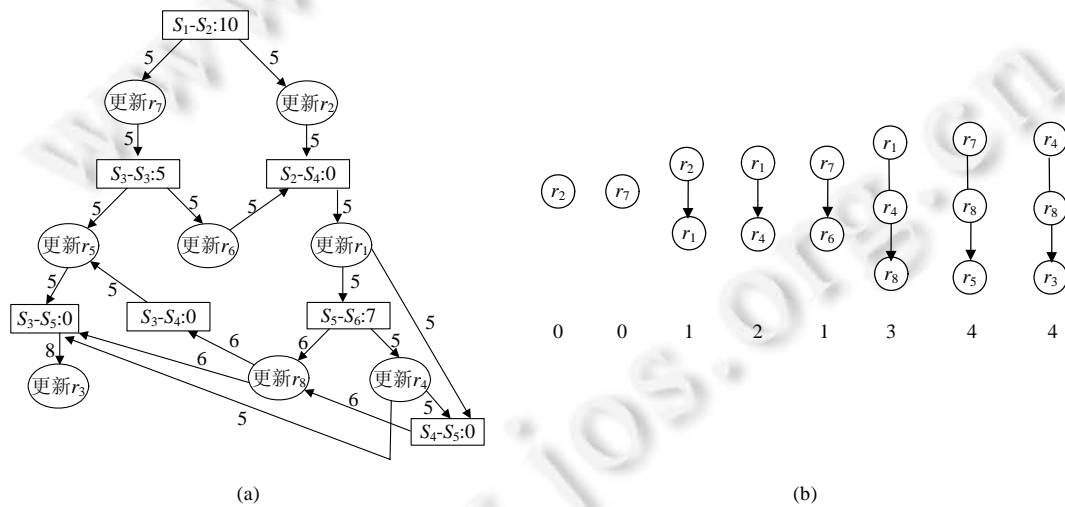 S1-S2:10
5 5
更新r7 更新r2
5 5
S3-S3:5 S2-S4:0
5 5 5 5
更新r5 更新r6 更新r1
5 5 5 5
S3-S5:0 S3-S4:0 S5-S6:7
8 6 6 6 5
更新r3 更新r8 更新r4
5 6 5
S4-S5:0
(a)
r2 r7 r2 r1 r7 r1 r7 r4
r1 r4 r6 r4 r8 r8
r8 r5 r3
0 0 1 2 1 3 4 4
(b)
www.jos.org.cn